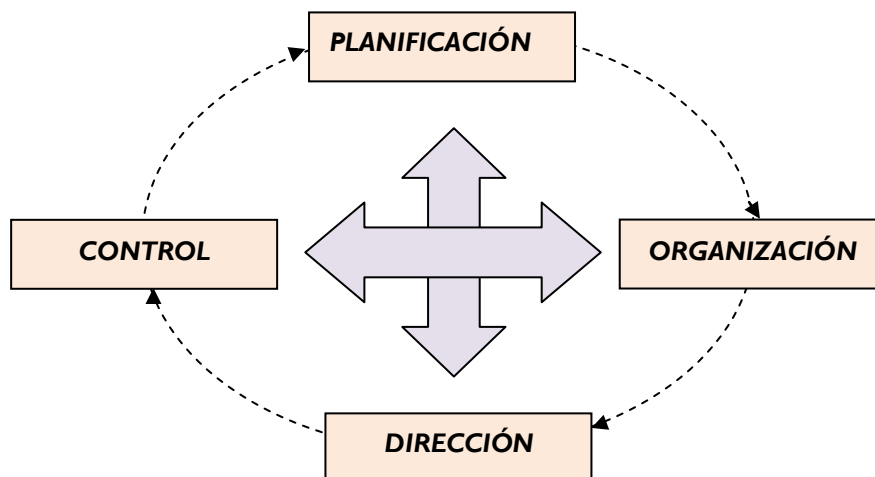 PLANIFICACIÓN
CONTROL
ORGANIZACIÓN
DIRECCIÓN